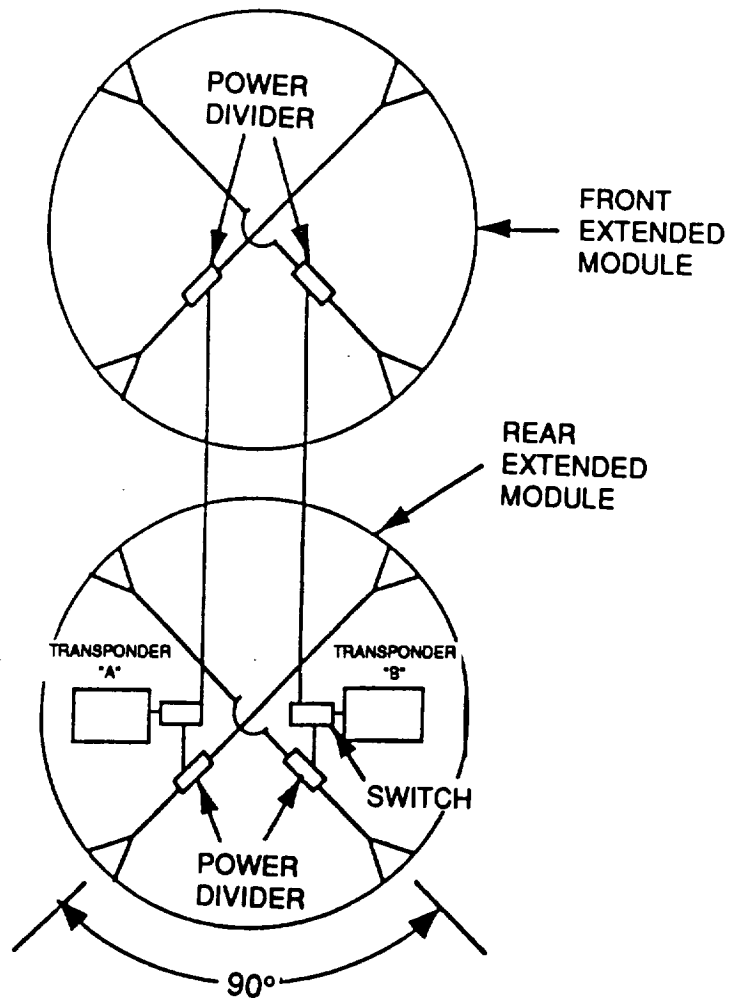 POWER
DIVIDER
FRONT
EXTENDED
MODULE
REAR
EXTENDED
MODULE
TRANSPONDER
"A"
TRANSPONDER
"B"
SWITCH
POWER
DIVIDER
90°